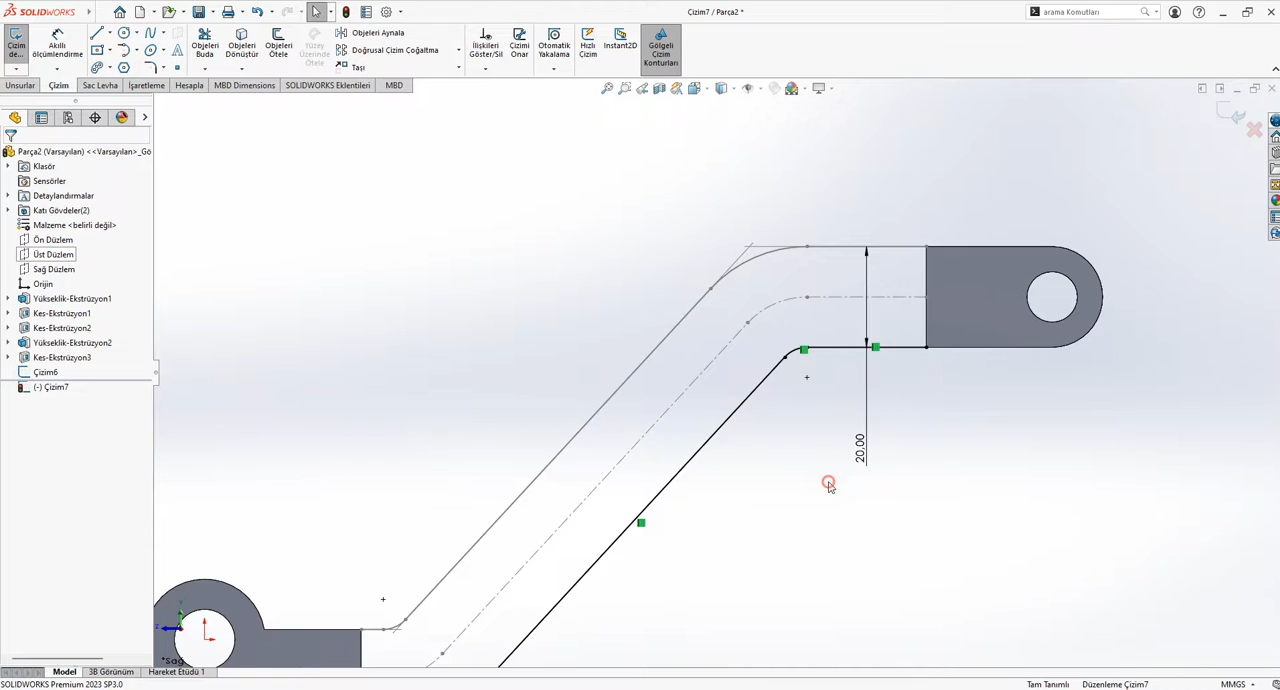 SOLIDWORKS
Çizim7 / Parça2 *
arama Komutları
Çizim de...
Akıllı ölçümlendirme
Objeleri Buda
Objeleri Dönüştür
Objeleri Ötele
Yüzey Üzerinde Ötele
Objeleri Aynala
Doğrusal Çizim Çoğaltma
Taşı
İlişkileri Göster/Sil
Çizimi Onar
Otomatik Yakalama
Hızlı Çizim
Instant2D
Gölgeli Çizim Konturları
Unsurlar
Çizim
Sac Levha
İşaretleme
Hesapla
MBD Dimensions
SOLIDWORKS Eklentileri
MBD
Parça2 (Varsayılan) <<Varsayılan>_Gö
Klasör
Sensörler
Detaylandırmalar
Katı Gövdeler(2)
Malzeme <belirli değil>
Ön Düzlem
Üst Düzlem
Sağ Düzlem
Orijin
Yükseklik-Ekstrüzyon1
Kes-Ekstrüzyon1
Kes-Ekstrüzyon2
Yükseklik-Ekstrüzyon2
Kes-Ekstrüzyon3
Çizim6
(-) Çizim7
20.00
*Sağ
Model
3B Görünüm
Hareket Etüdü 1
SOLIDWORKS Premium 2023 SP3.0
Tam Tanımlı
Düzenleme Çizim7
MMGS